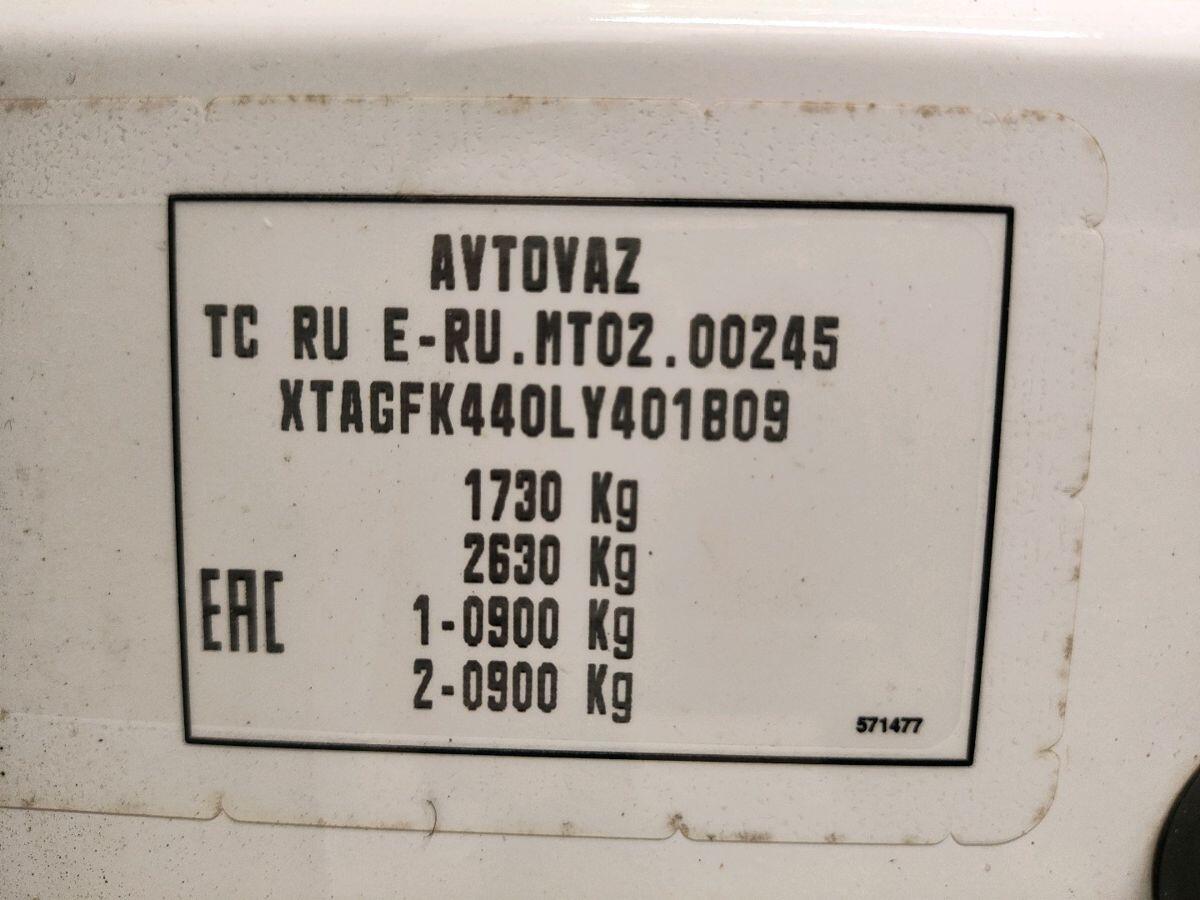 AVTOVAZ
TC RU E-RU.MT02.00245
XTAGFK440LY401809
1730 Kg
2630 Kg
EAC
1-0900 Kg
2-0900 Kg
571477